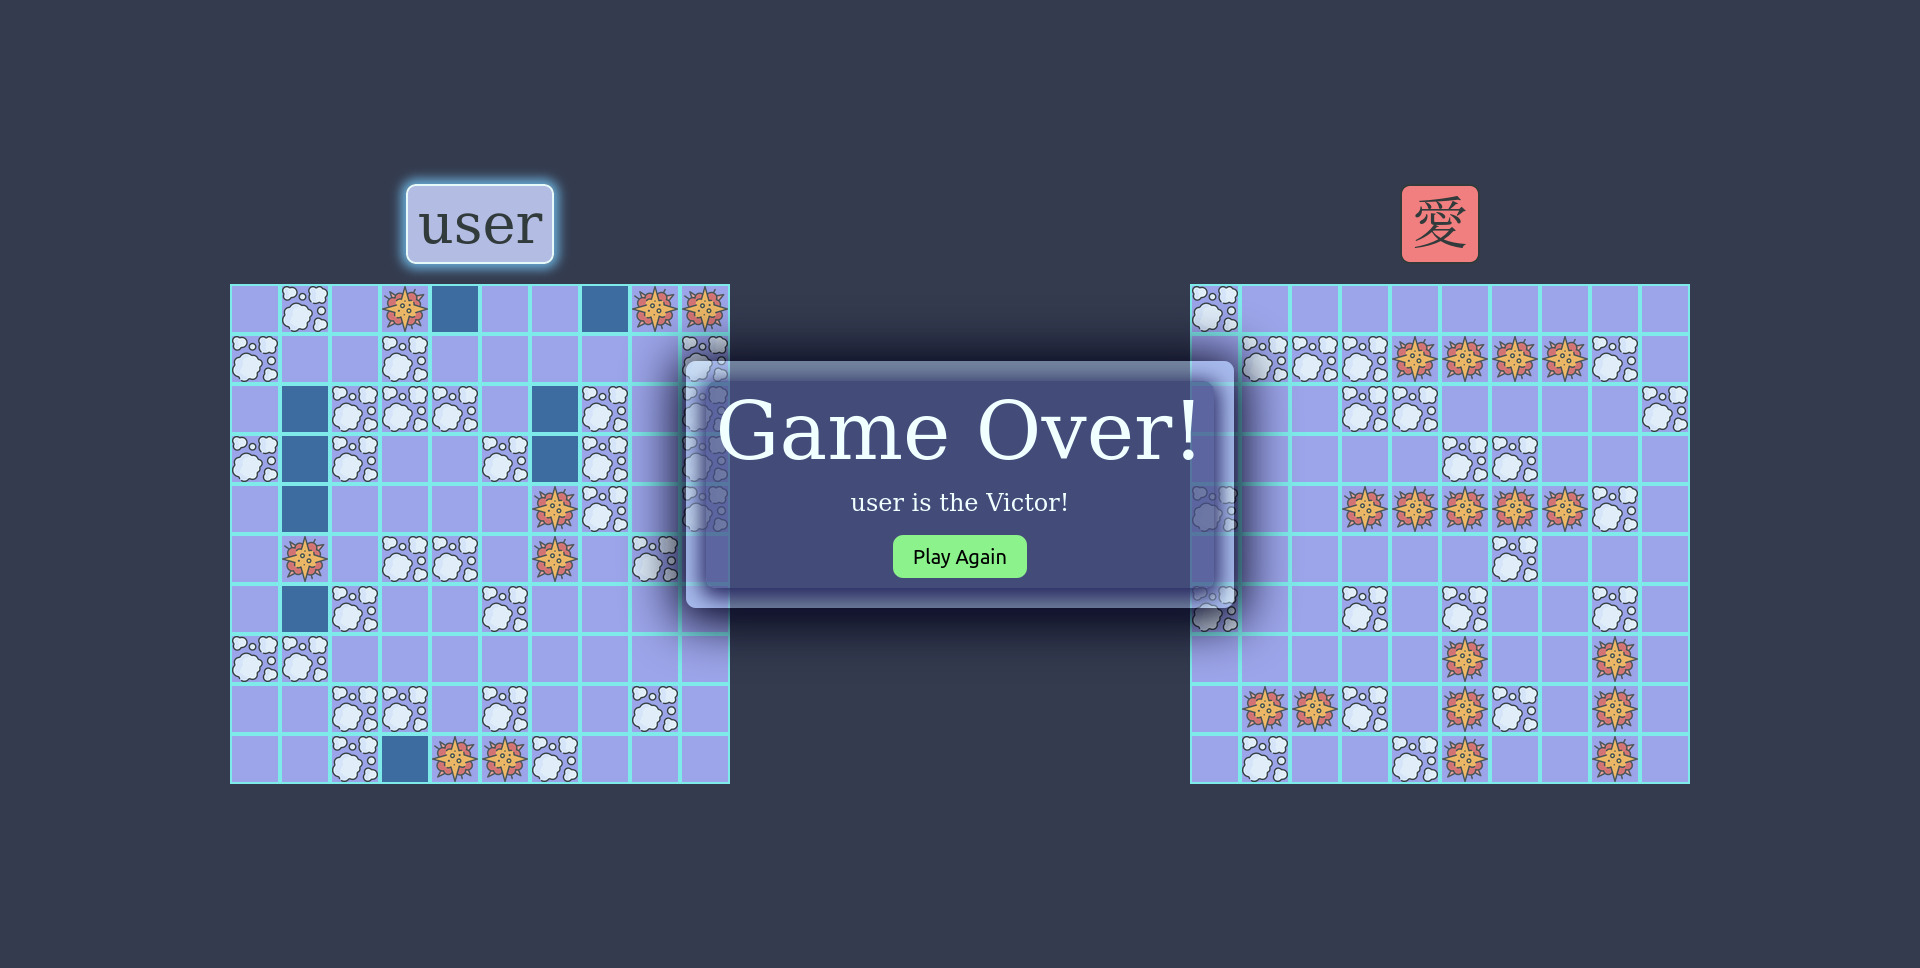 user
愛
Game Over!
user is the Victor!
Play Again